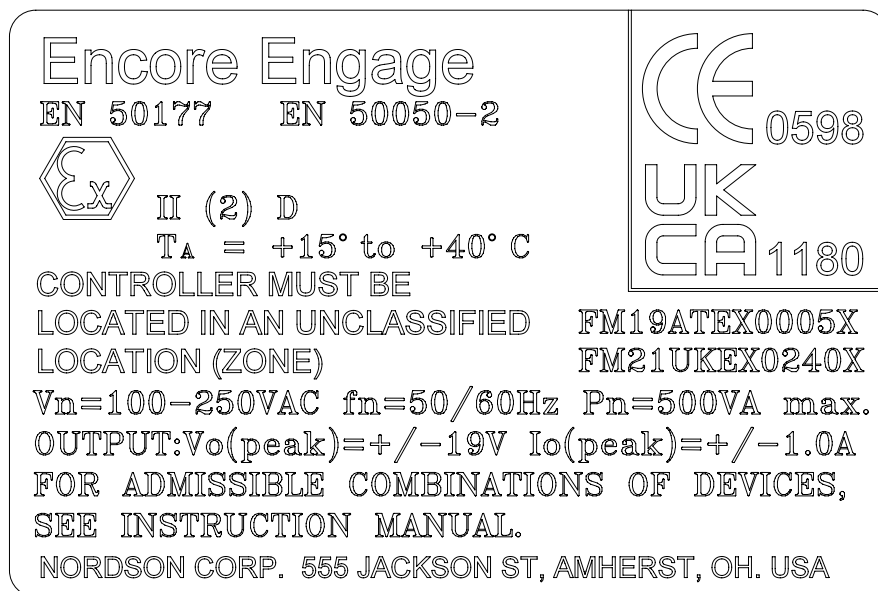 Encore Engage
EN 50177 EN 50050-2
CE 0598
Ex
II (2) D
UK
TA = +15° to +40° C
CA 1180
CONTROLLER MUST BE
LOCATED IN AN UNCLASSIFIED
LOCATION (ZONE)
FM19ATEX0005X
FM21UKEX0240X
Vn=100-250VAC fn=50/60Hz Pn=500VA max.
OUTPUT:Vo(peak)=+/-19V Io(peak)=+/-1.0A
FOR ADMISSIBLE COMBINATIONS OF DEVICES,
SEE INSTRUCTION MANUAL.
NORDSON CORP. 555 JACKSON ST, AMHERST, OH. USA